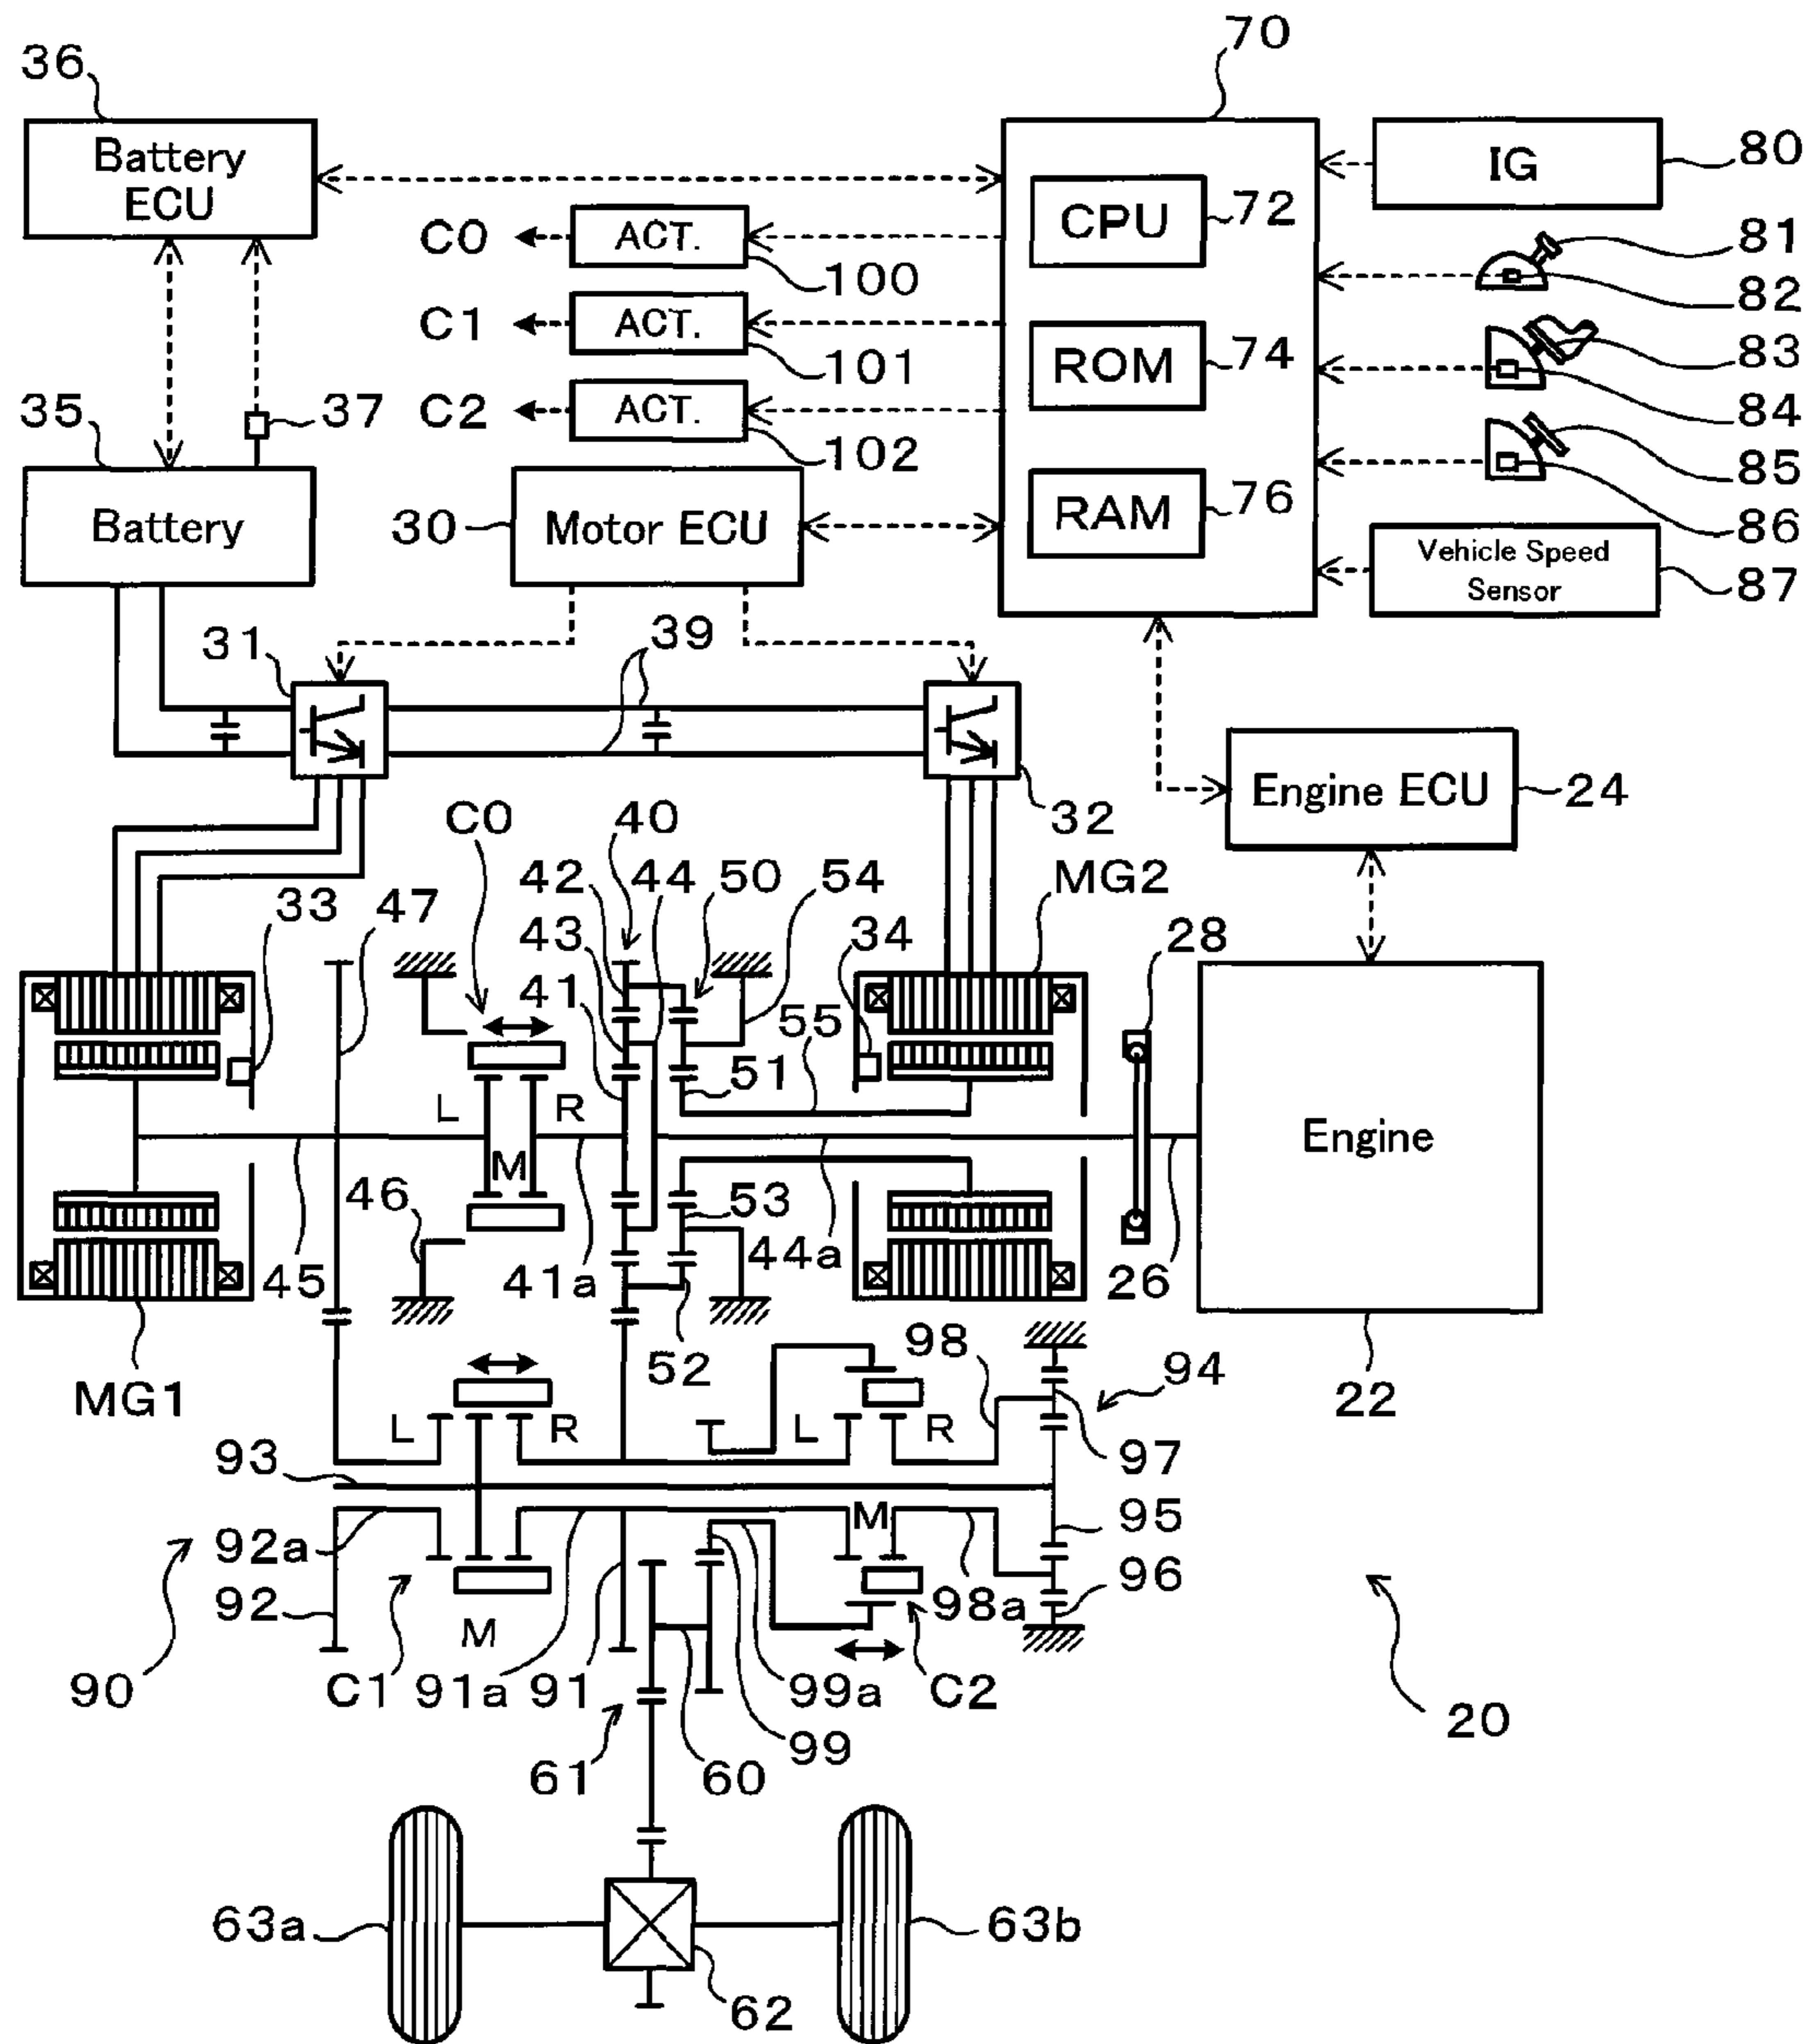 70
36
Battery
ECU
IG
80
CPU
72
C0
ACT.
100
81
82
C1
ACT.
101
ROM
74
83
84
C2
ACT.
102
35
37
RAM
76
85
86
Battery
30
Motor ECU
Vehicle Speed
Sensor
87
31
39
32
Engine ECU
24
C0
40
42
44
50
54
MG2
33
47
43
34
28
41
55
51
L
R
M
Engine
46
53
45
41a
44a
26
52
98
94
22
MG1
L
R
L
R
97
93
M
95
92a
96
92
98a
M
90
C1
91a
91
99a
C2
99
20
61
60
63a
63b
62